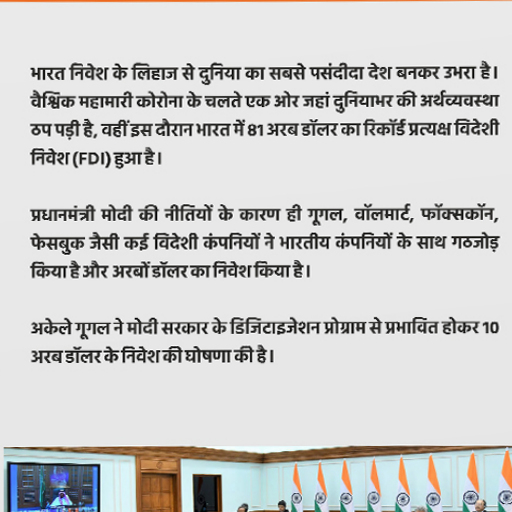 भारत निवेश के लिहाज से दुनिया का सबसे पसंदीदा देश बनकर उभरा है।
वैश्विक महामारी कोरोना के चलते एक ओर जहां दुनियाभर की अर्थव्यवस्था
ठप पड़ी है, वहीं इस दौरान भारत में 81 अरब डॉलर का रिकॉर्ड प्रत्यक्ष विदेशी
निवेश (FDI) हुआ है।
प्रधानमंत्री मोदी की नीतियों के कारण ही गूगल, वॉलमार्ट, फॉक्सकॉन,
फेसबुक जैसी कई विदेशी कंपनियों ने भारतीय कंपनियों के साथ गठजोड़
किया है और अरबों डॉलर का निवेश किया है।
अकेले गूगल ने मोदी सरकार के डिजिटाइजेशन प्रोग्राम से प्रभावित होकर 10
अरब डॉलर के निवेश की घोषणा की है।